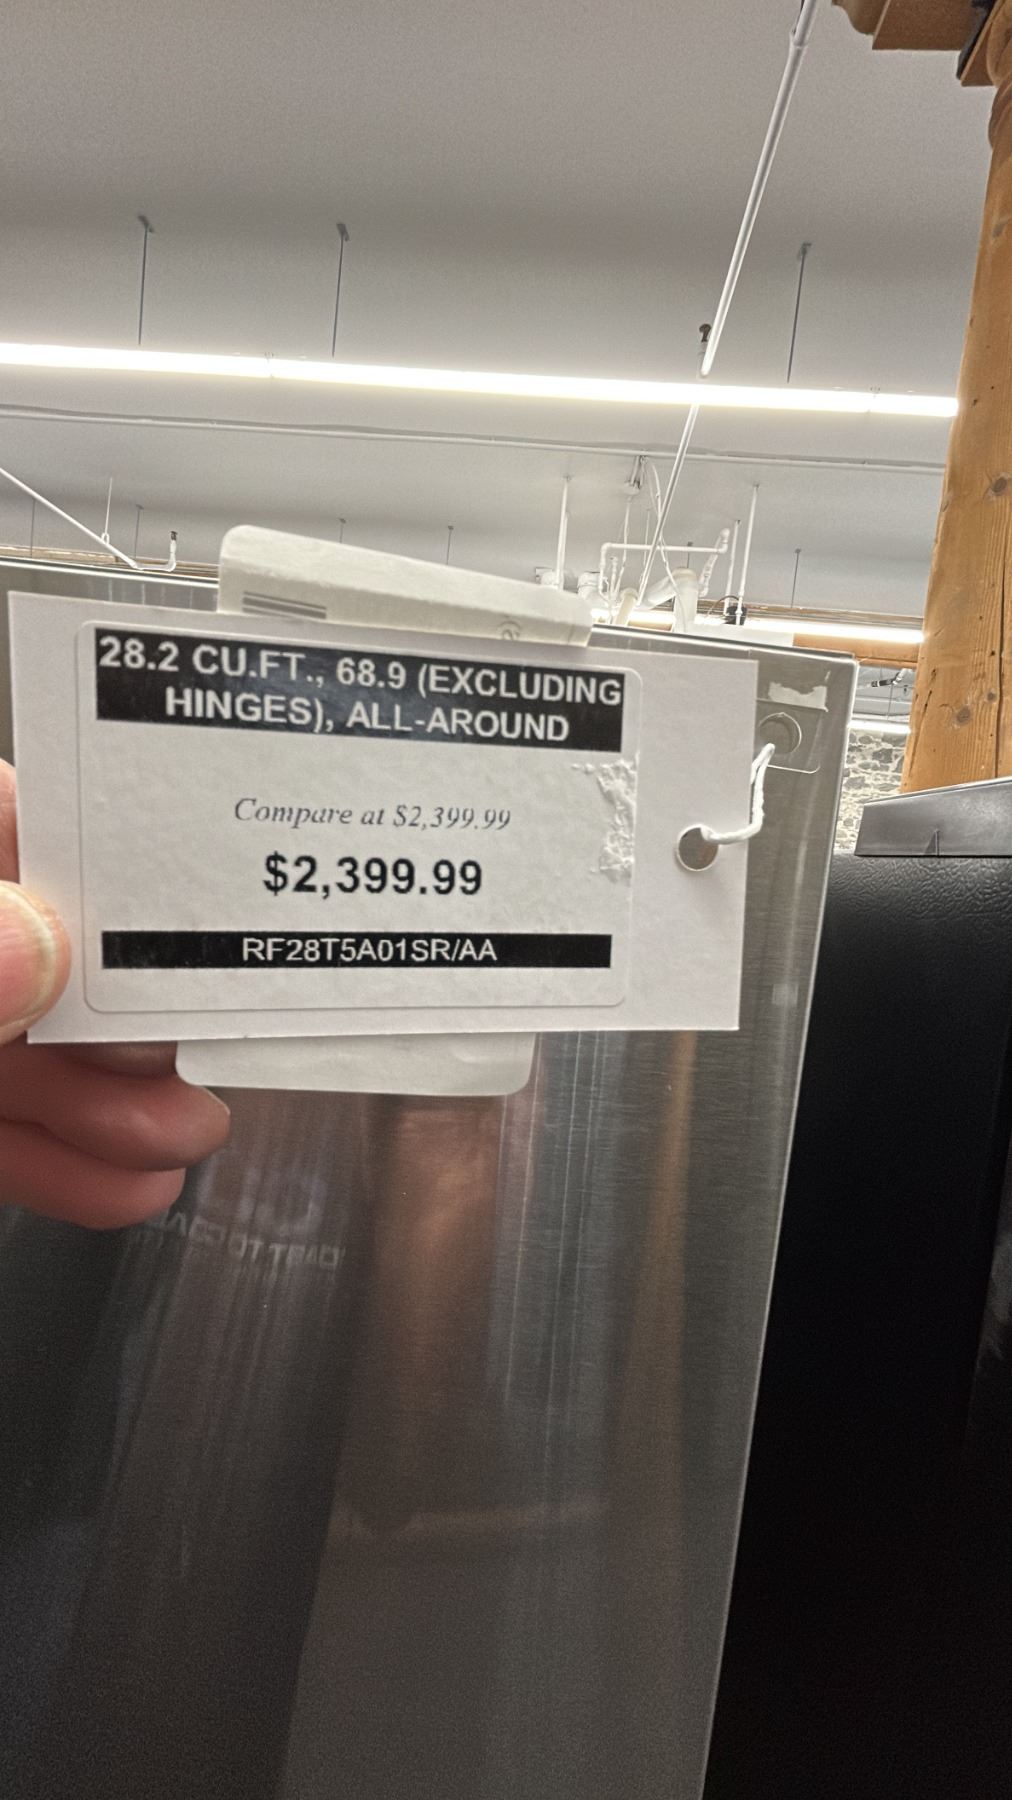 28.2 CU.FT., 68.9 (EXCLUDING
HINGES), ALL-AROUND
Compare at $2,399.99
$2,399.99
RF28T5A01SR/AA